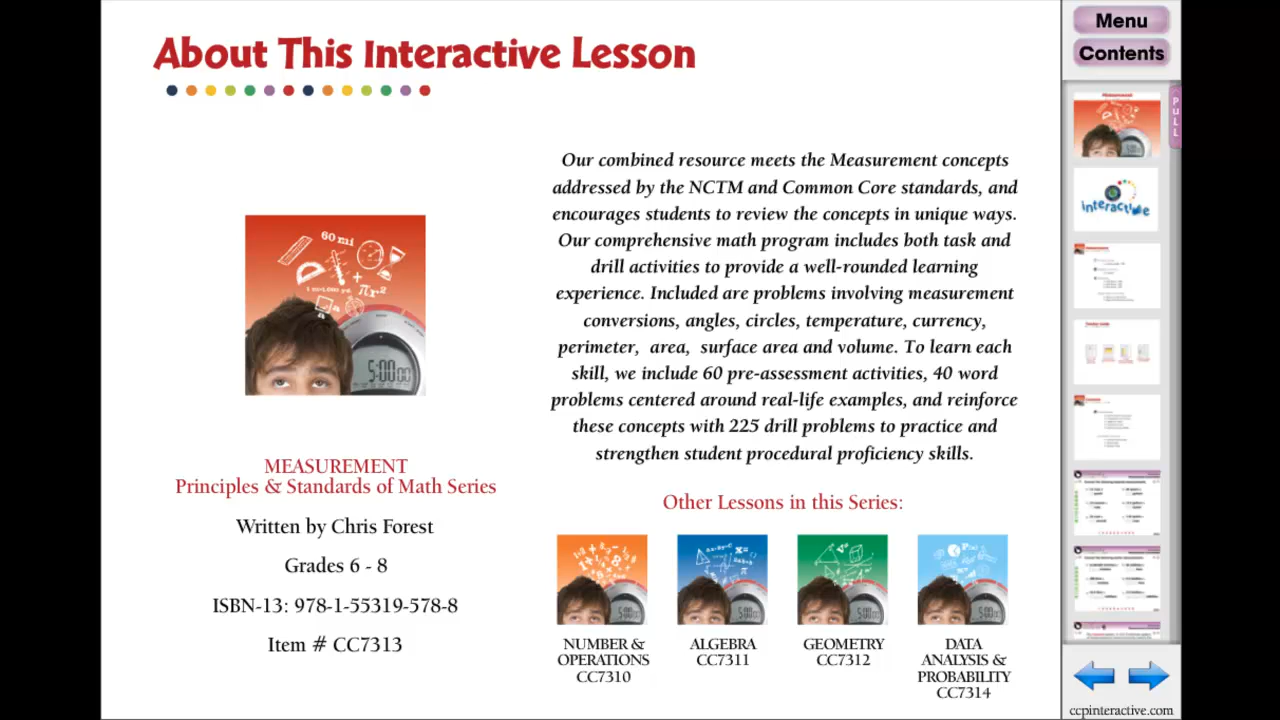 About This Interactive Lesson
Our combined resource meets the Measurement concepts
addressed by the NCTM and Common Core standards, and
encourages students to review the concepts in unique ways.
Our comprehensive math program includes both task and
drill activities to provide a well-rounded learning
experience. Included are problems involving measurement
conversions, angles, circles, temperature, currency,
perimeter, area, surface area and volume. To learn each
skill, we include 60 pre-assessment activities, 40 word
problems centered around real-life examples, and reinforce
these concepts with 225 drill problems to practice and
strengthen student procedural proficiency skills.
60 mi
πr²
5:00
MEASUREMENT
Principles & Standards of Math Series
Written by Chris Forest
Grades 6 - 8
ISBN-13: 978-1-55319-578-8
Item # CC7313
Other Lessons in this Series:
NUMBER &
OPERATIONS
CC7310
ALGEBRA
CC7311
GEOMETRY
CC7312
DATA
ANALYSIS &
PROBABILITY
CC7314
Menu
Contents
PULL
Measurement
interactive
ccpinteractive.com